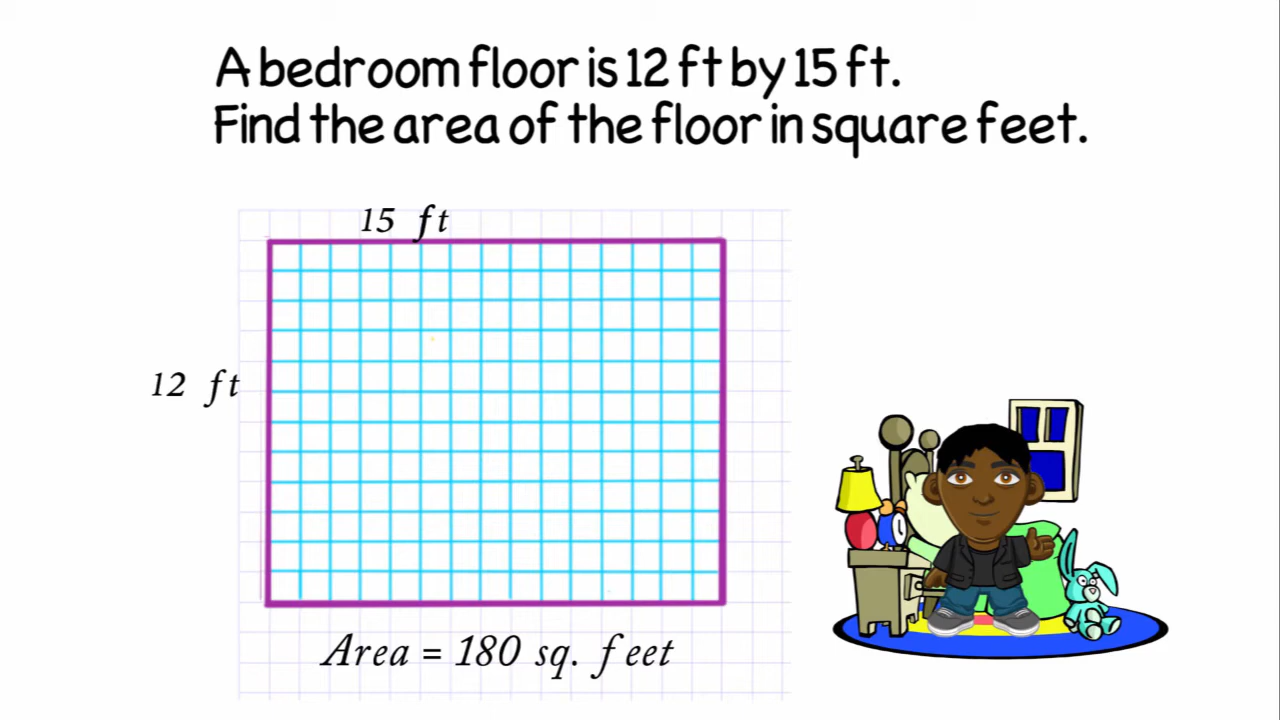 A bedroom floor is 12 ft by 15 ft.
Find the area of the floor in square feet.
15 ft
12 ft
Area = 180 sq. feet